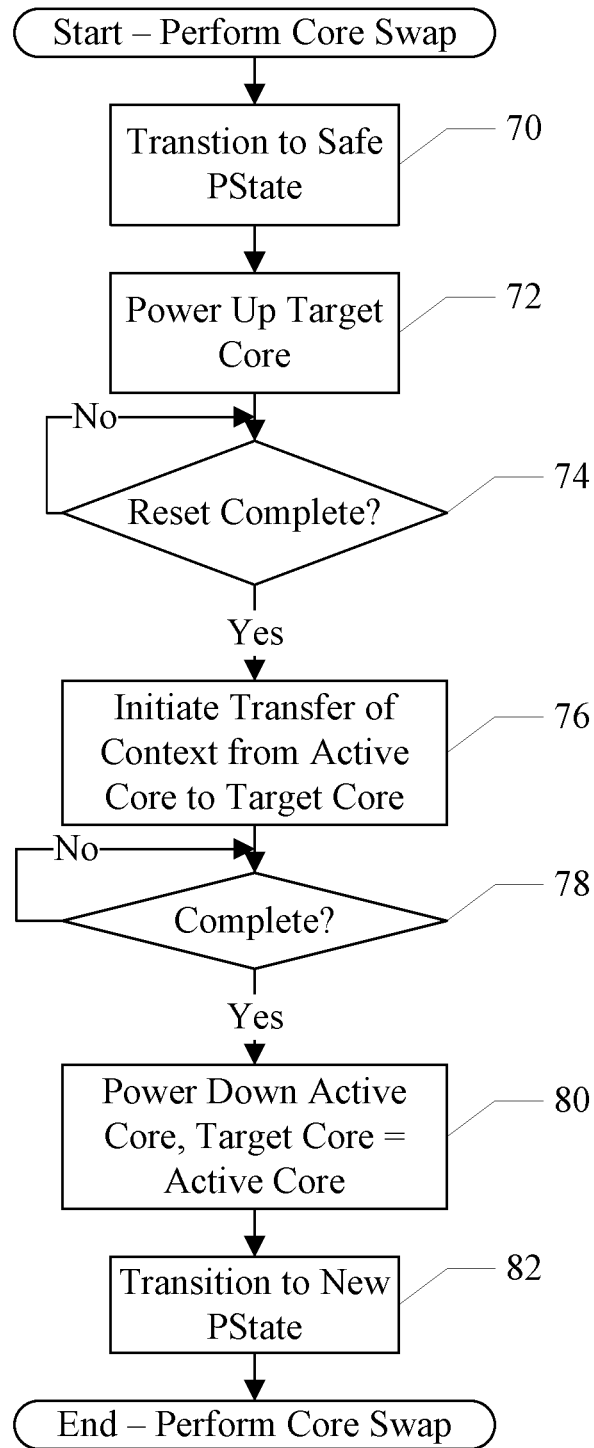 Start – Perform Core Swap
Transtion to Safe
PState
70
Power Up Target
Core
72
No
Reset Complete?
74
Yes
Initiate Transfer of
Context from Active
Core to Target Core
76
No
Complete?
78
Yes
Power Down Active
Core, Target Core =
Active Core
80
Transition to New
PState
82
End – Perform Core Swap